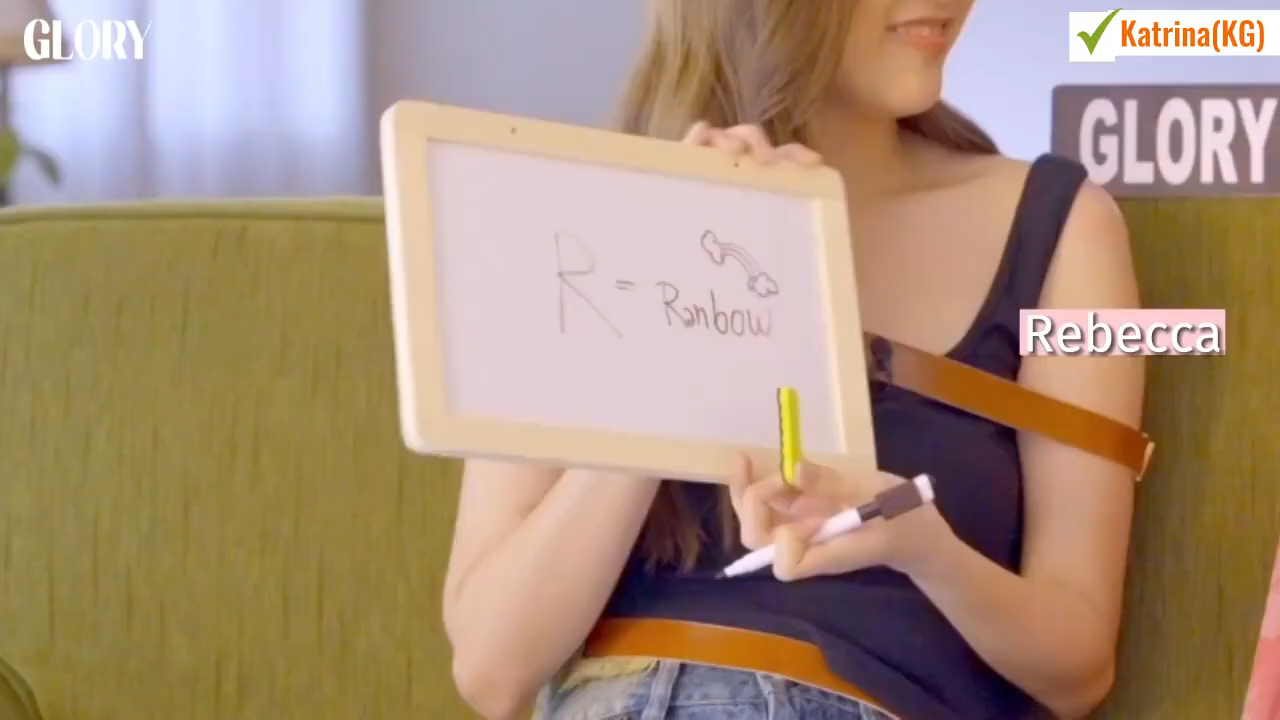 GLORY
Katrina(KG)
GLORY
R = Ranbow
Rebecca